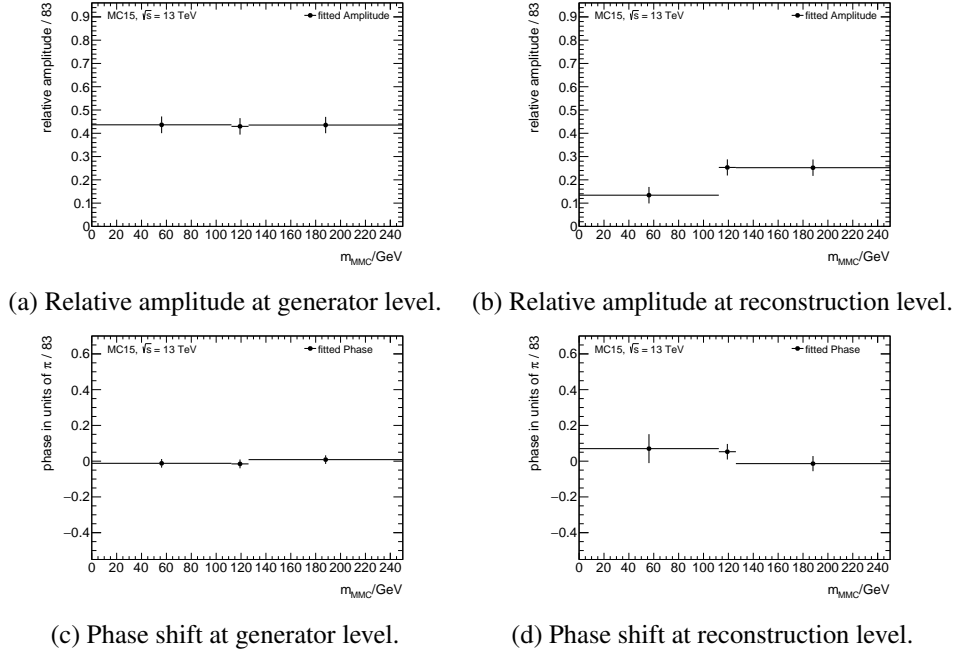 relative amplitude / 83
MC15, √s = 13 TeV
fitted Amplitude
0.9
0.8
0.7
0.6
0.5
0.4
0.3
0.2
0.1
0
0 20 40 60 80 100 120 140 160 180 200 220 240
m_MMC/GeV
relative amplitude / 83
MC15, √s = 13 TeV
fitted Amplitude
0.9
0.8
0.7
0.6
0.5
0.4
0.3
0.2
0.1
0
0 20 40 60 80 100 120 140 160 180 200 220 240
m_MMC/GeV
(a) Relative amplitude at generator level.
(b) Relative amplitude at reconstruction level.
phase in units of π / 83
MC15, √s = 13 TeV
fitted Phase
0.6
0.4
0.2
0
−0.2
−0.4
0 20 40 60 80 100 120 140 160 180 200 220 240
m_MMC/GeV
phase in units of π / 83
MC15, √s = 13 TeV
fitted Phase
0.6
0.4
0.2
0
−0.2
−0.4
0 20 40 60 80 100 120 140 160 180 200 220 240
m_MMC/GeV
(c) Phase shift at generator level.
(d) Phase shift at reconstruction level.